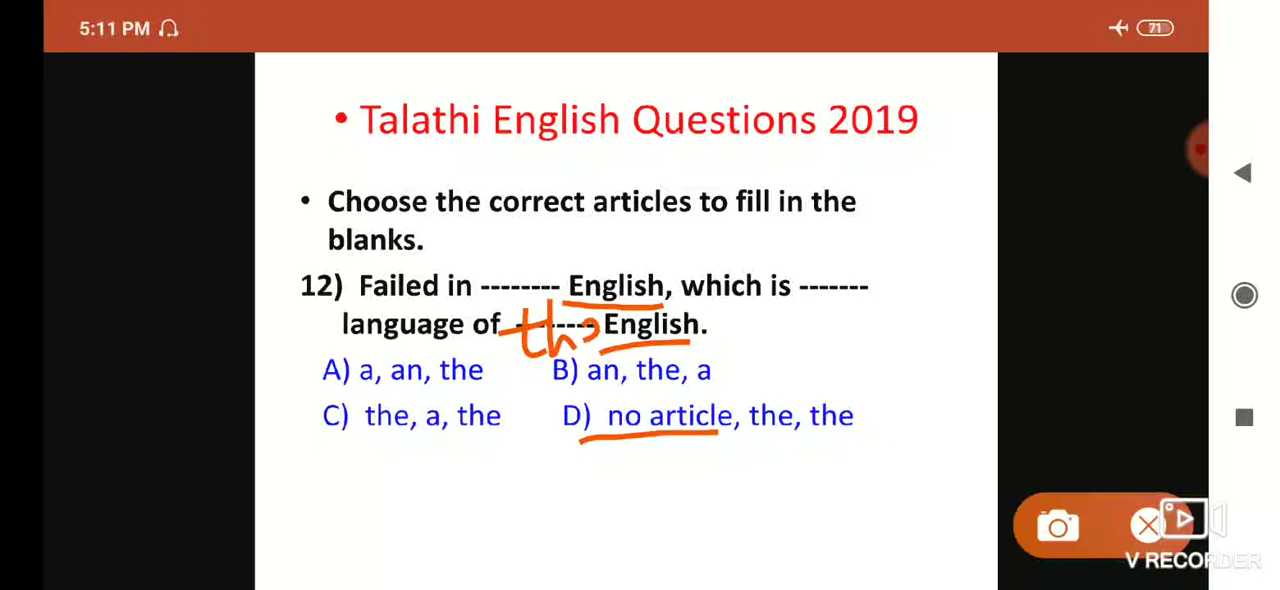 5:11 PM
71
• Talathi English Questions 2019
• Choose the correct articles to fill in the
blanks.
12) Failed in -------- English, which is -------
language of -------- English.
the
A) a, an, the B) an, the, a
C) the, a, the D) no article, the, the
V RECORDER